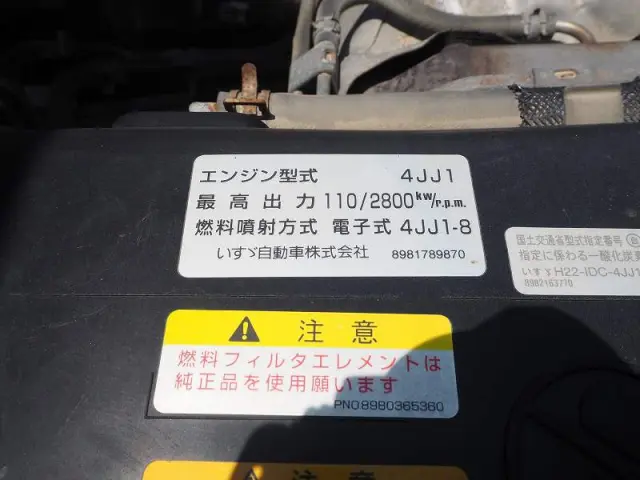 エンジン型式 4JJ1
最高出力 110/2800kw/r.p.m.
燃料噴射方式 電子式 4JJ1-8
いすゞ自動車株式会社 8981789870
国土交通省型式指定番号
指定に係わる一酸化炭
いすゞH22-IDC-4JJ1
8982163710
注意
燃料フィルタエレメントは
純正品を使用願います
PNO8980365360
注意